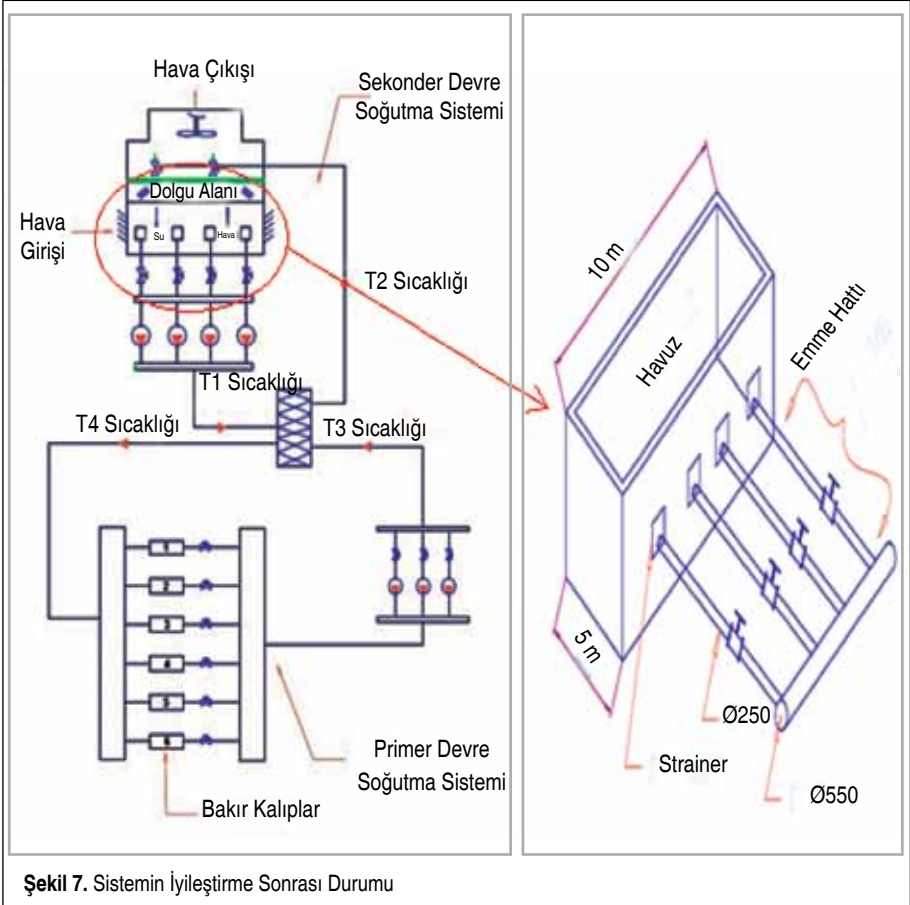 Hava Çıkışı
Sekonder Devre
Soğutma Sistemi
Dolgu Alanı
Hava
Girişi
Su
Hava
T2 Sıcaklığı
T1 Sıcaklığı
T4 Sıcaklığı
T3 Sıcaklığı
1
2
3
4
5
6
Primer Devre
Soğutma Sistemi
Bakır Kalıplar
10 m
Havuz
Emme Hattı
5 m
Ø250
Strainer
Ø550
Şekil 7. Sistemin İyileştirme Sonrası Durumu